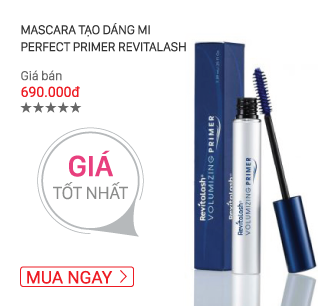 MASCARA TẠO DÁNG MI
PERFECT PRIMER REVITALASH
Giá bán
690.000đ
GIÁ
TỐT NHẤT
MUA NGAY
RevitaLash®
VOLUMIZING PRIMER
RevitaLash®
VOLUMIZING PRIMER